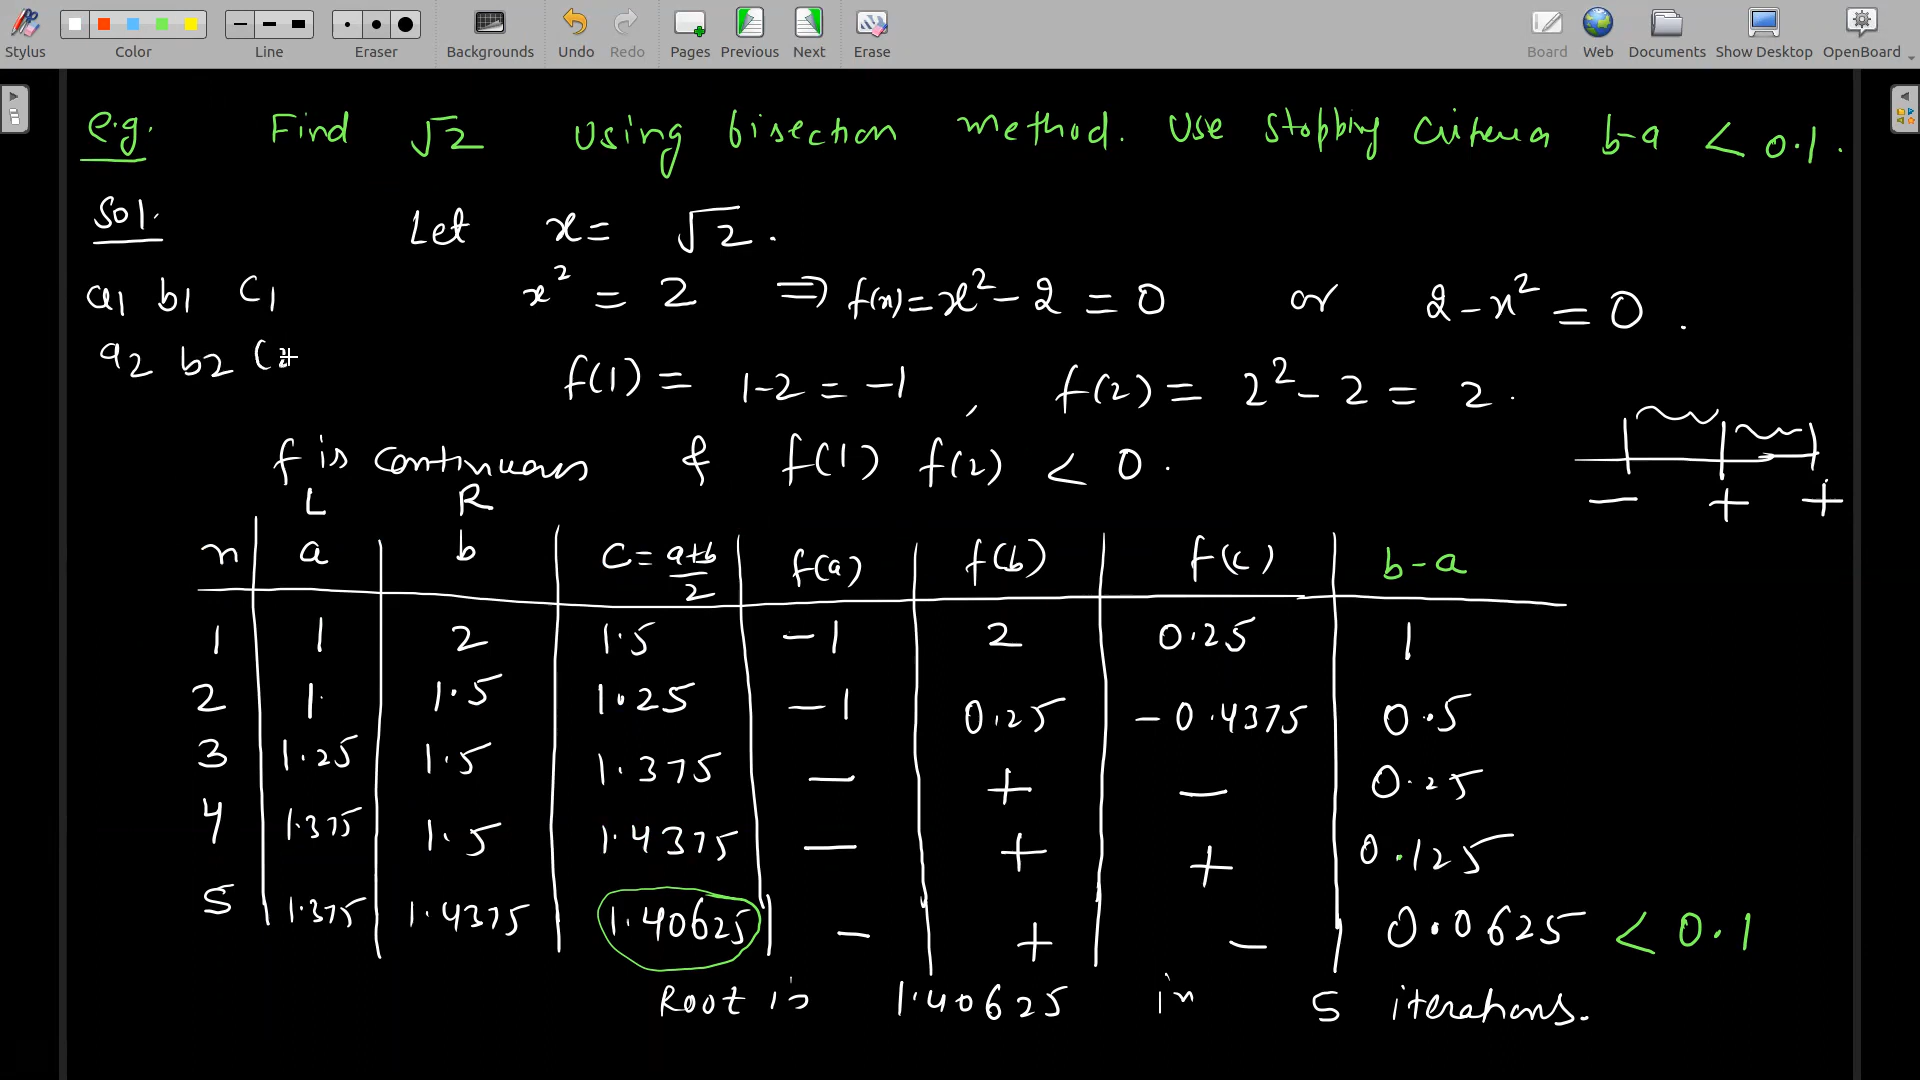 Stylus Color Line Eraser Backgrounds Undo Redo Pages Previous Next Erase Board Web Documents Show Desktop OpenBoard
e.g. Find √2 using bisection method. Use stopping criteria b-a < 0.1.
Sol. Let x = √2.
a1 b1 c1 x² = 2 ⇒ f(x) = x² - 2 = 0 or 2 - x² = 0.
a2 b2 c
f(1) = 1-2 = -1, f(2) = 2² - 2 = 2.
f is continuous & f(1) f(2) < 0.
L R
- + +
n a b c = a+b/2 f(a) f(b) f(c) b-a
1 1 2 1.5 -1 2 0.25 1
2 1. 1.5 1.25 -1 0.25 -0.4375 0.5
3 1.25 1.5 1.375 - + - 0.25
4 1.375 1.5 1.4375 - + + 0.125
5 1.375 1.4375 1.40625 - + - 0.0625 < 0.1
Root is 1.40625 in 5 iterations.